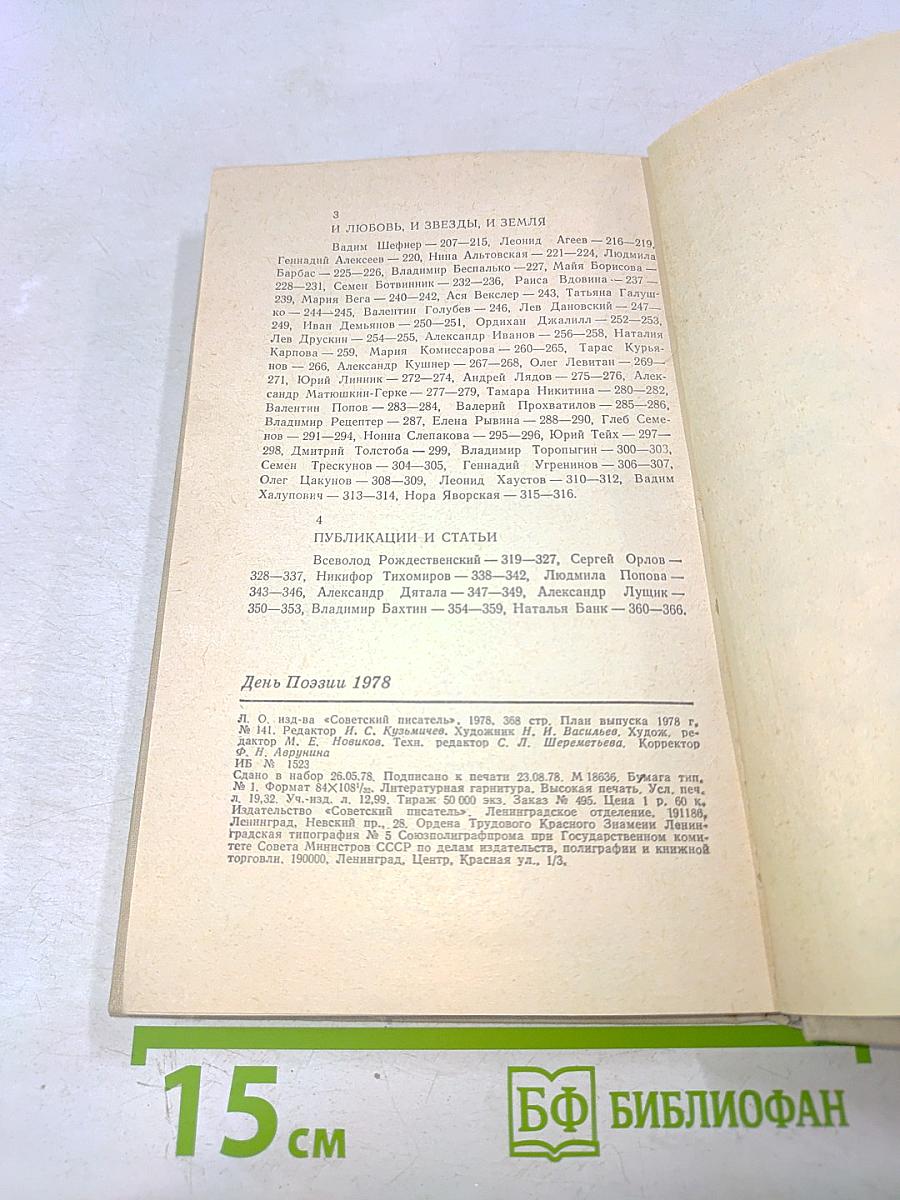 3
И ЛЮБОВЬ, И ЗВЕЗДЫ, И ЗЕМЛЯ
Вадим Шефнер — 207—215, Леонид Агеев — 216—219,
Геннадий Алексеев — 220, Нина Альтовская — 221—224, Людмила
Барбас — 225—226, Владимир Беспалько — 227, Майя Борисова —
228—231, Семен Ботвинник — 232—236, Раиса Вдовина — 237 —
239, Мария Вега — 240—242, Ася Векслер — 243, Татьяна Галуш-
ко — 244—245, Валентин Голубев — 246, Лев Дановский — 247—
249, Иван Демьянов — 250—251, Ордихан Джалилл — 252—253,
Лев Друскин — 254—255, Александр Иванов — 256—258, Наталия
Карпова — 259, Мария Комиссарова — 260—265, Тарас Курья-
нов — 266, Александр Кушнер — 267—268, Олег Левитан — 269—
271, Юрий Линник — 272—274, Андрей Лядов — 275—276, Алек-
сандр Матюшкин-Герке — 277—279, Тамара Никитина — 280—282,
Валентин Попов — 283—284, Валерий Прохватилов — 285—286,
Владимир Рецептер — 287, Елена Рывина — 288—290, Глеб Семе-
нов — 291—294, Нонна Слепакова — 295—296, Юрий Тейх — 297—
298, Дмитрий Толстоба — 299, Владимир Торопыгин — 300—303,
Семен Трескунов — 304—305, Геннадий Угренинов — 306—307,
Олег Цакунов — 308—309, Леонид Хаустов — 310—312, Вадим
Халупович — 313—314, Нора Яворская — 315—316.
4
ПУБЛИКАЦИИ И СТАТЬИ
Всеволод Рождественский — 319—327, Сергей Орлов —
328—337, Никифор Тихомиров — 338—342, Людмила Попова —
343—346, Александр Дятала — 347—349, Александр Лущик —
350—353, Владимир Бахтин — 354—359, Наталья Банк — 360—366.
День Поэзии 1978
Л. О. изд-ва «Советский писатель», 1978. 368 стр. План выпуска 1978 г.
№ 141. Редактор И. С. Кузьмичев. Художник Н. И. Васильев. Худож. ре-
дактор М. Е. Новиков. Техн. редактор С. Л. Шереметьева. Корректор
Ф. Н. Аврунина
ИБ № 1523
Сдано в набор 26.05.78. Подписано к печати 23.08.78. М 18636. Бумага тип.
№ 1. Формат 84×108¹/₃₂. Литературная гарнитура. Высокая печать. Усл. печ.
л. 19,32. Уч.-изд. л. 12,99. Тираж 50 000 экз. Заказ № 495. Цена 1 р. 60 к.
Издательство «Советский писатель». Ленинградское отделение. 191186,
Ленинград, Невский пр., 28. Ордена Трудового Красного Знамени Ленин-
градская типография № 5 Союзполиграфпрома при Государственном коми-
тете Совета Министров СССР по делам издательств, полиграфии и книжной
торговли. 190000, Ленинград, Центр, Красная ул., 1/3.
15 см
БФ БИБЛИОФАН